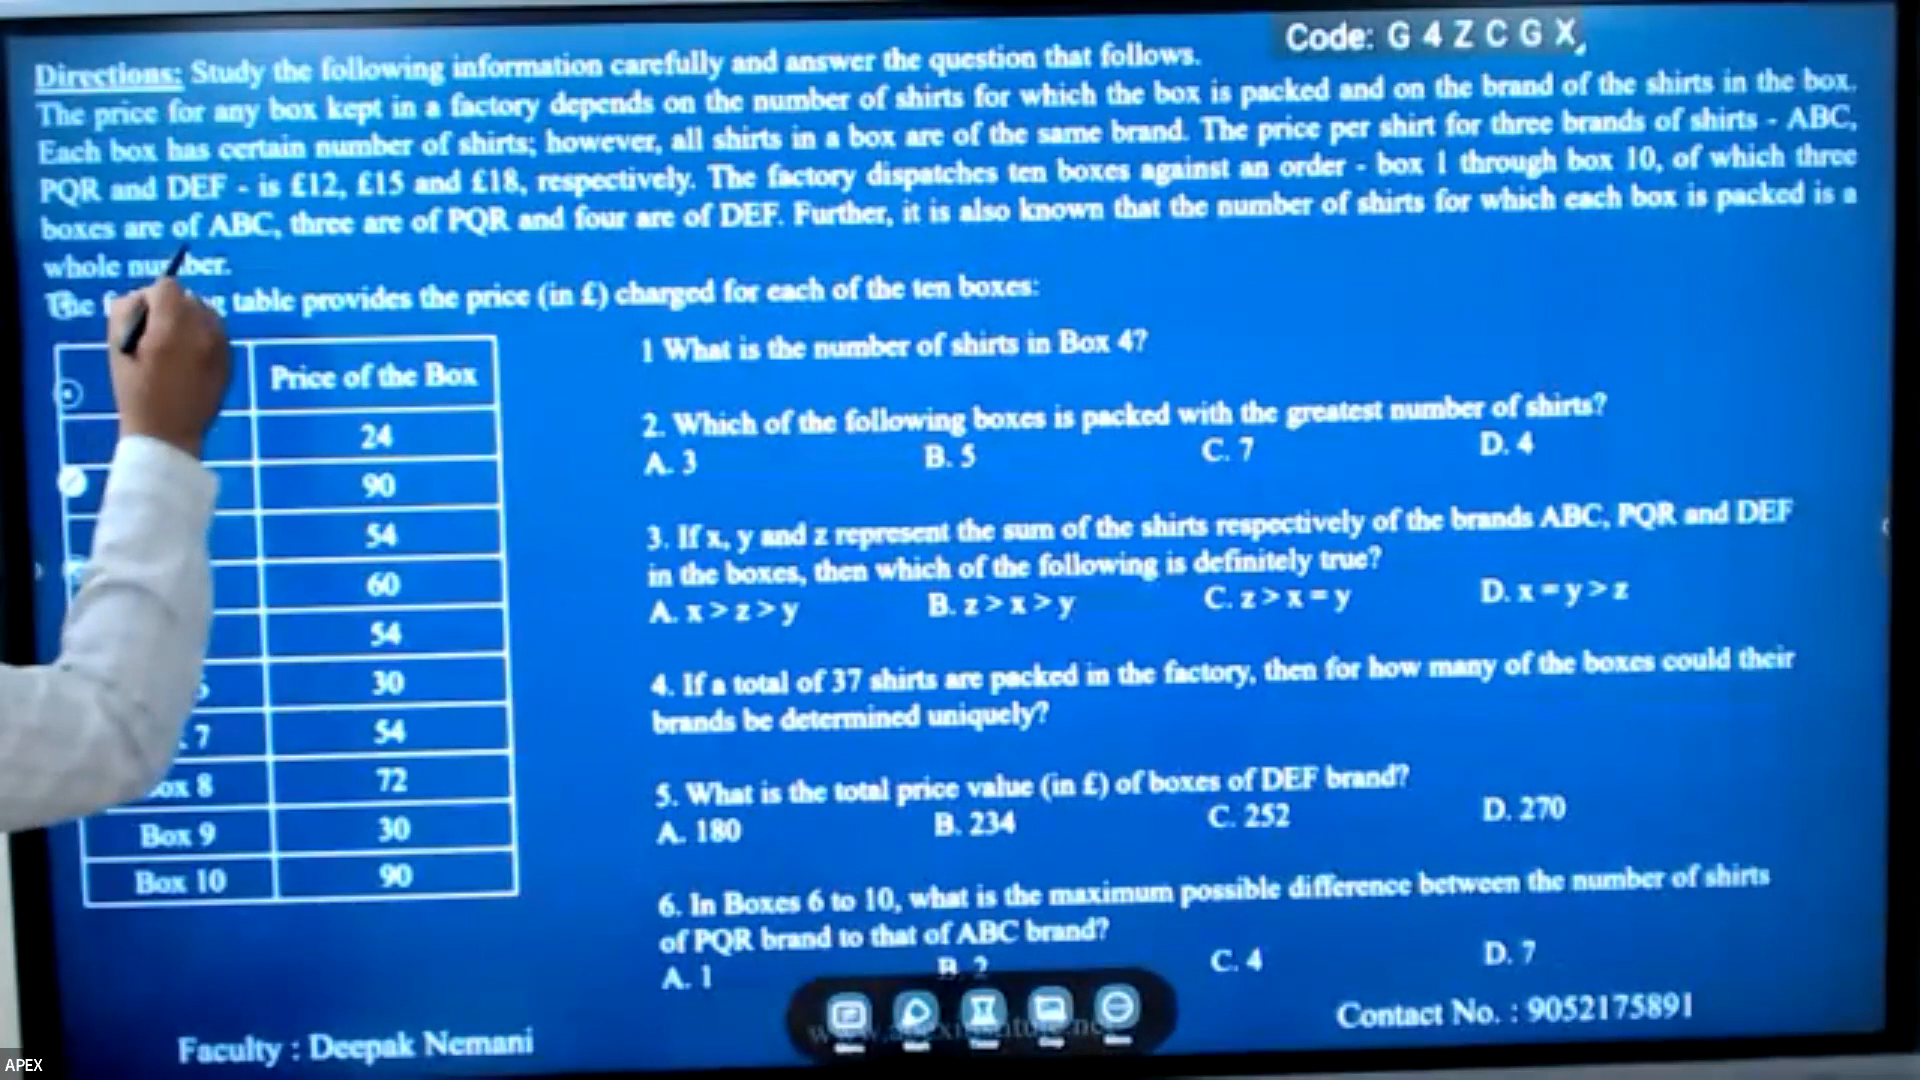 Code: G 4 Z C G X
Directions: Study the following information carefully and answer the question that follows.
The price for any box kept in a factory depends on the number of shirts for which the box is packed and on the brand of the shirts in the box.
Each box has certain number of shirts; however, all shirts in a box are of the same brand. The price per shirt for three brands of shirts - ABC,
PQR and DEF - is £12, £15 and £18, respectively. The factory dispatches ten boxes against an order - box 1 through box 10, of which three
boxes are of ABC, three are of PQR and four are of DEF. Further, it is also known that the number of shirts for which each box is packed is a
whole
The table provides the price (in £) charged for each of the ten boxes:
Price of the Box
24
90
54
60
54
30
7 54
8 72
Box 9 30
Box 10 90
1 What is the number of shirts in Box 4?
2. Which of the following boxes is packed with the greatest number of shirts?
A. 3 B. 5 C. 7 D. 4
3. If x, y and z represent the sum of the shirts respectively of the brands ABC, PQR and DEF
in the boxes, then which of the following is definitely true?
A. x > z > y B. z > x > y C. z > x = y D. x = y > z
4. If a total of 37 shirts are packed in the factory, then for how many of the boxes could their
brands be determined uniquely?
5. What is the total price value (in £) of boxes of DEF brand?
A. 180 B. 234 C. 252 D. 270
6. In Boxes 6 to 10, what is the maximum possible difference between the number of shirts
of PQR brand to that of ABC brand?
A. 1 B. 2 C. 4 D. 7
Contact No. : 9052175891
Faculty : Deepak Nemani
APEX